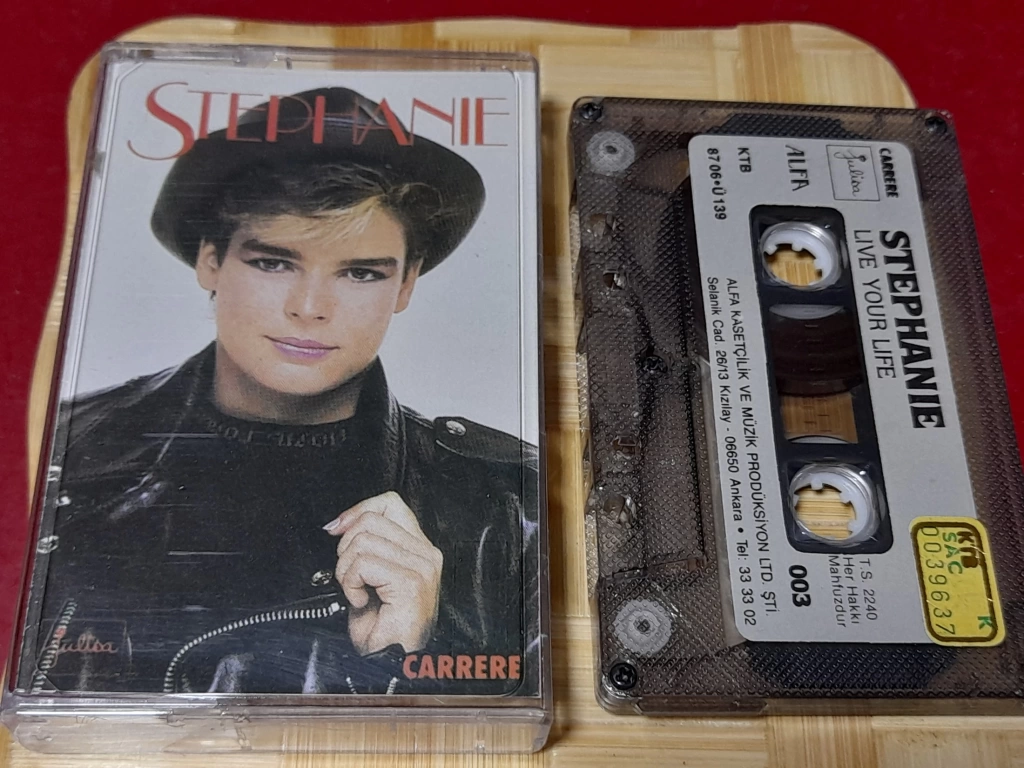 STEPHANIE
Julisa
CARRERE
CARRERE
Julisa
ALFA
STEPHANIE
LIVE YOUR LIFE
KTB
87 06•Ü139
ALFA KASETÇİLİK VE MÜZİK PRODÜKSİYON LTD. ŞTİ.
Selanik Cad. 26/13 Kızılay - 06650 Ankara • Tel: 33 33 02
003
T.S. 2240
Her Hakkı
Mahfuzdur
KTB
SAC
K
0039637